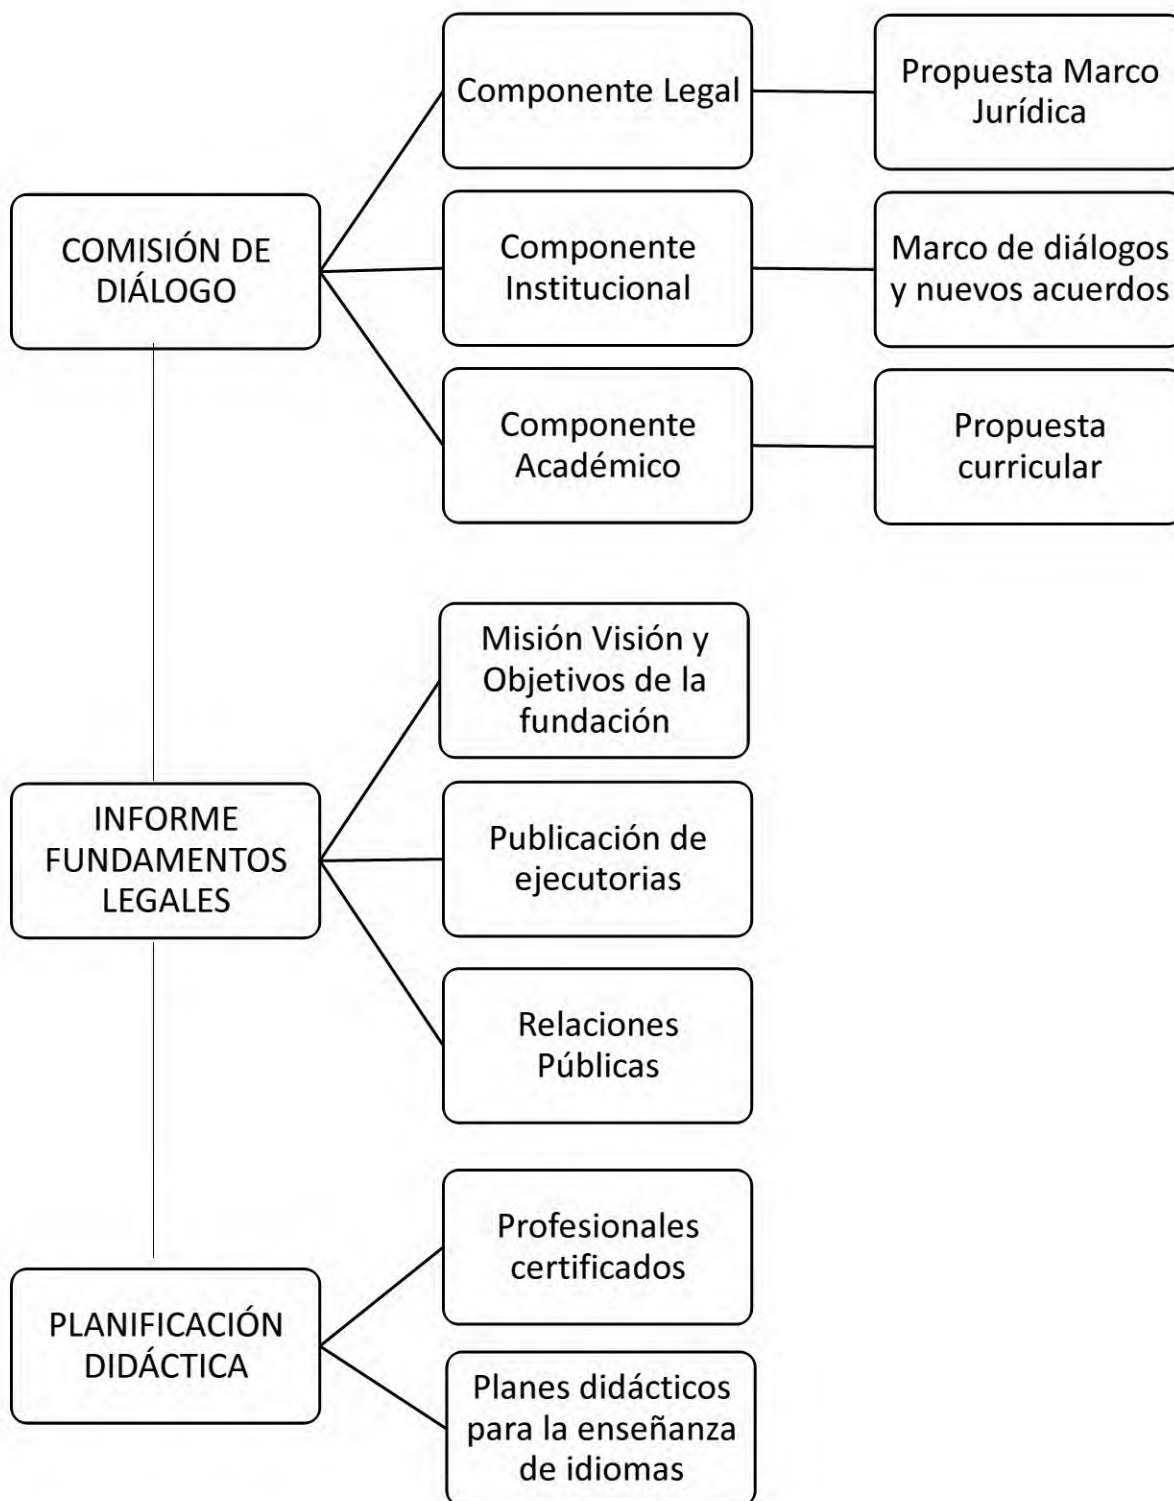 Componente Legal
Propuesta Marco
Jurídica
COMISIÓN DE
DIÁLOGO
Componente
Institucional
Marco de diálogos
y nuevos acuerdos
Componente
Académico
Propuesta
curricular
Misión Visión y
Objetivos de la
fundación
INFORME
FUNDAMENTOS
LEGALES
Publicación de
ejecutorias
Relaciones
Públicas
Profesionales
certificados
PLANIFICACIÓN
DIDÁCTICA
Planes didácticos
para la enseñanza
de idiomas